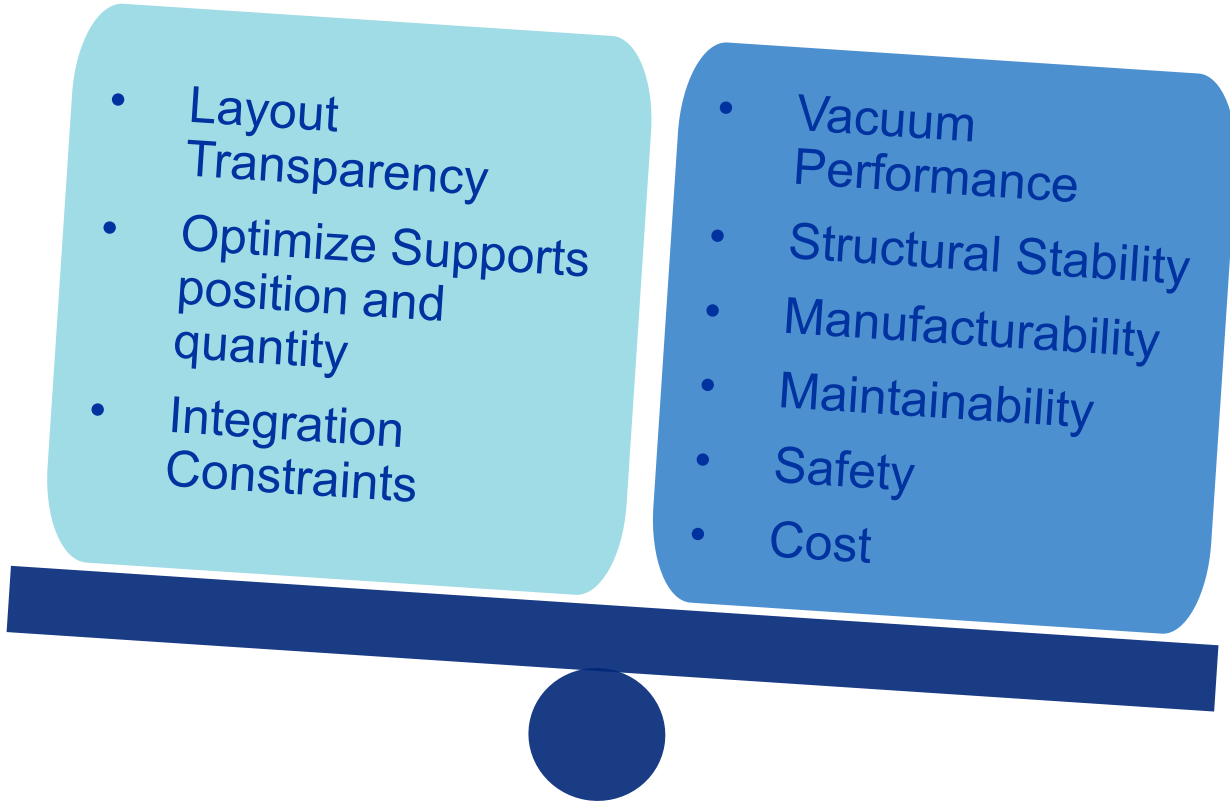 • Layout
Transparency
• Optimize Supports
position and
quantity
• Integration
Constraints
• Vacuum
Performance
• Structural Stability
• Manufacturability
• Maintainability
• Safety
• Cost